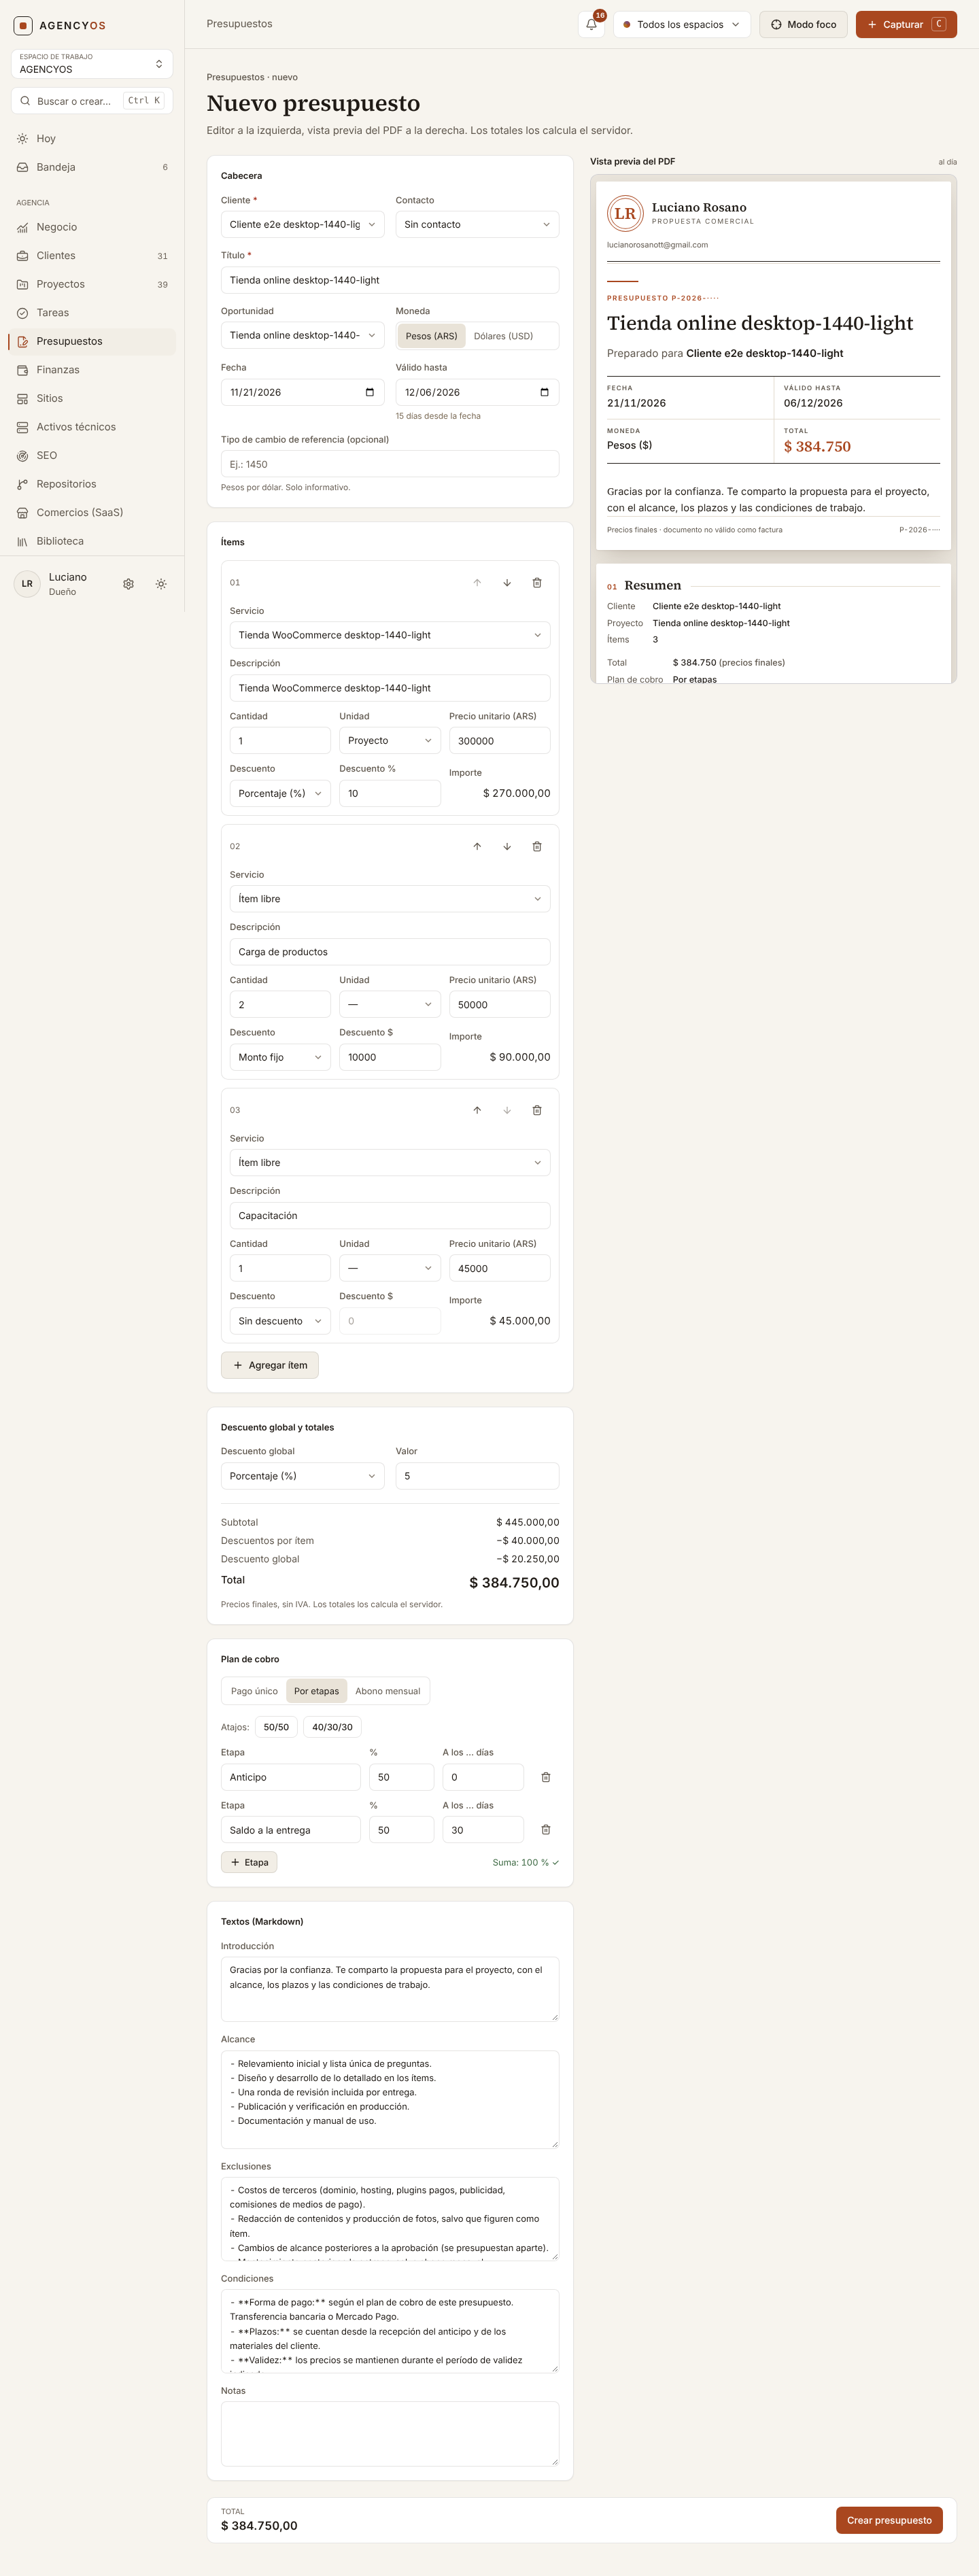 AGENCYOS
ESPACIO DE TRABAJO
AGENCYOS
Buscar o crear... Ctrl K
Hoy
Bandeja 6
AGENCIA
Negocio
Clientes 31
Proyectos 39
Tareas
Presupuestos
Finanzas
Sitios
Activos técnicos
SEO
Repositorios
Comercios (SaaS)
Biblioteca
LR Luciano
Dueño
Presupuestos
16
Todos los espacios
Modo foco
Capturar C
Presupuestos · nuevo
Nuevo presupuesto
Editor a la izquierda, vista previa del PDF a la derecha. Los totales los calcula el servidor.
Cabecera
Cliente * Contacto
Cliente e2e desktop-1440-lig Sin contacto
Título *
Tienda online desktop-1440-light
Oportunidad Moneda
Tienda online desktop-1440- Pesos (ARS) Dólares (USD)
Fecha Válido hasta
11/21/2026 12/06/2026
15 días desde la fecha
Tipo de cambio de referencia (opcional)
Ej.: 1450
Pesos por dólar. Solo informativo.
Ítems
01
Servicio
Tienda WooCommerce desktop-1440-light
Descripción
Tienda WooCommerce desktop-1440-light
Cantidad Unidad Precio unitario (ARS)
1 Proyecto 300000
Descuento Descuento % Importe
Porcentaje (%) 10 $ 270.000,00
02
Servicio
Ítem libre
Descripción
Carga de productos
Cantidad Unidad Precio unitario (ARS)
2 — 50000
Descuento Descuento $ Importe
Monto fijo 10000 $ 90.000,00
03
Servicio
Ítem libre
Descripción
Capacitación
Cantidad Unidad Precio unitario (ARS)
1 — 45000
Descuento Descuento $ Importe
Sin descuento 0 $ 45.000,00
Agregar ítem
Descuento global y totales
Descuento global Valor
Porcentaje (%) 5
Subtotal $ 445.000,00
Descuentos por ítem −$ 40.000,00
Descuento global −$ 20.250,00
Total $ 384.750,00
Precios finales, sin IVA. Los totales los calcula el servidor.
Plan de cobro
Pago único Por etapas Abono mensual
Atajos: 50/50 40/30/30
Etapa % A los ... días
Anticipo 50 0
Etapa % A los ... días
Saldo a la entrega 50 30
Etapa Suma: 100 % ✓
Textos (Markdown)
Introducción
Gracias por la confianza. Te comparto la propuesta para el proyecto, con el
alcance, los plazos y las condiciones de trabajo.
Alcance
- Relevamiento inicial y lista única de preguntas.
- Diseño y desarrollo de lo detallado en los ítems.
- Una ronda de revisión incluida por entrega.
- Publicación y verificación en producción.
- Documentación y manual de uso.
Exclusiones
- Costos de terceros (dominio, hosting, plugins pagos, publicidad,
comisiones de medios de pago).
- Redacción de contenidos y producción de fotos, salvo que figuren como
ítem.
- Cambios de alcance posteriores a la aprobación (se presupuestan aparte).
Condiciones
- **Forma de pago:** según el plan de cobro de este presupuesto.
Transferencia bancaria o Mercado Pago.
- **Plazos:** se cuentan desde la recepción del anticipo y de los
materiales del cliente.
- **Validez:** los precios se mantienen durante el período de validez
Notas
TOTAL
$ 384.750,00
Crear presupuesto
Vista previa del PDF al día
LR Luciano Rosano
PROPUESTA COMERCIAL
lucianorosanott@gmail.com
PRESUPUESTO P-2026-····
Tienda online desktop-1440-light
Preparado para Cliente e2e desktop-1440-light
FECHA VÁLIDO HASTA
21/11/2026 06/12/2026
MONEDA TOTAL
Pesos ($) $ 384.750
Gracias por la confianza. Te comparto la propuesta para el proyecto,
con el alcance, los plazos y las condiciones de trabajo.
Precios finales · documento no válido como factura P-2026-····
01 Resumen
Cliente Cliente e2e desktop-1440-light
Proyecto Tienda online desktop-1440-light
Ítems 3
Total $ 384.750 (precios finales)
Plan de cobro Por etapas